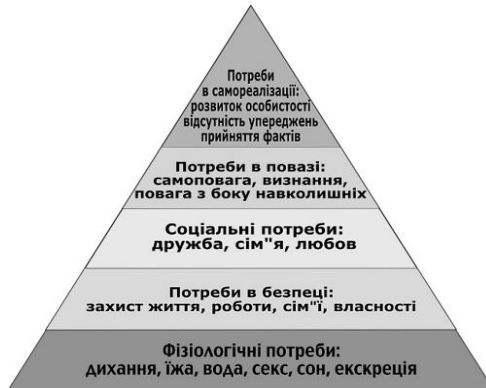 Потреби
в самореалізації:
розвиток особистості
відсутність упереджень
прийняття фактів
Потреби в повазі:
самоповага, визнання,
повага з боку навколишніх
Соціальні потреби:
дружба, сім"я, любов
Потреби в безпеці:
захист життя, роботи, сім"ї, власності
Фізіологічні потреби:
дихання, їжа, вода, секс, сон, екскреція